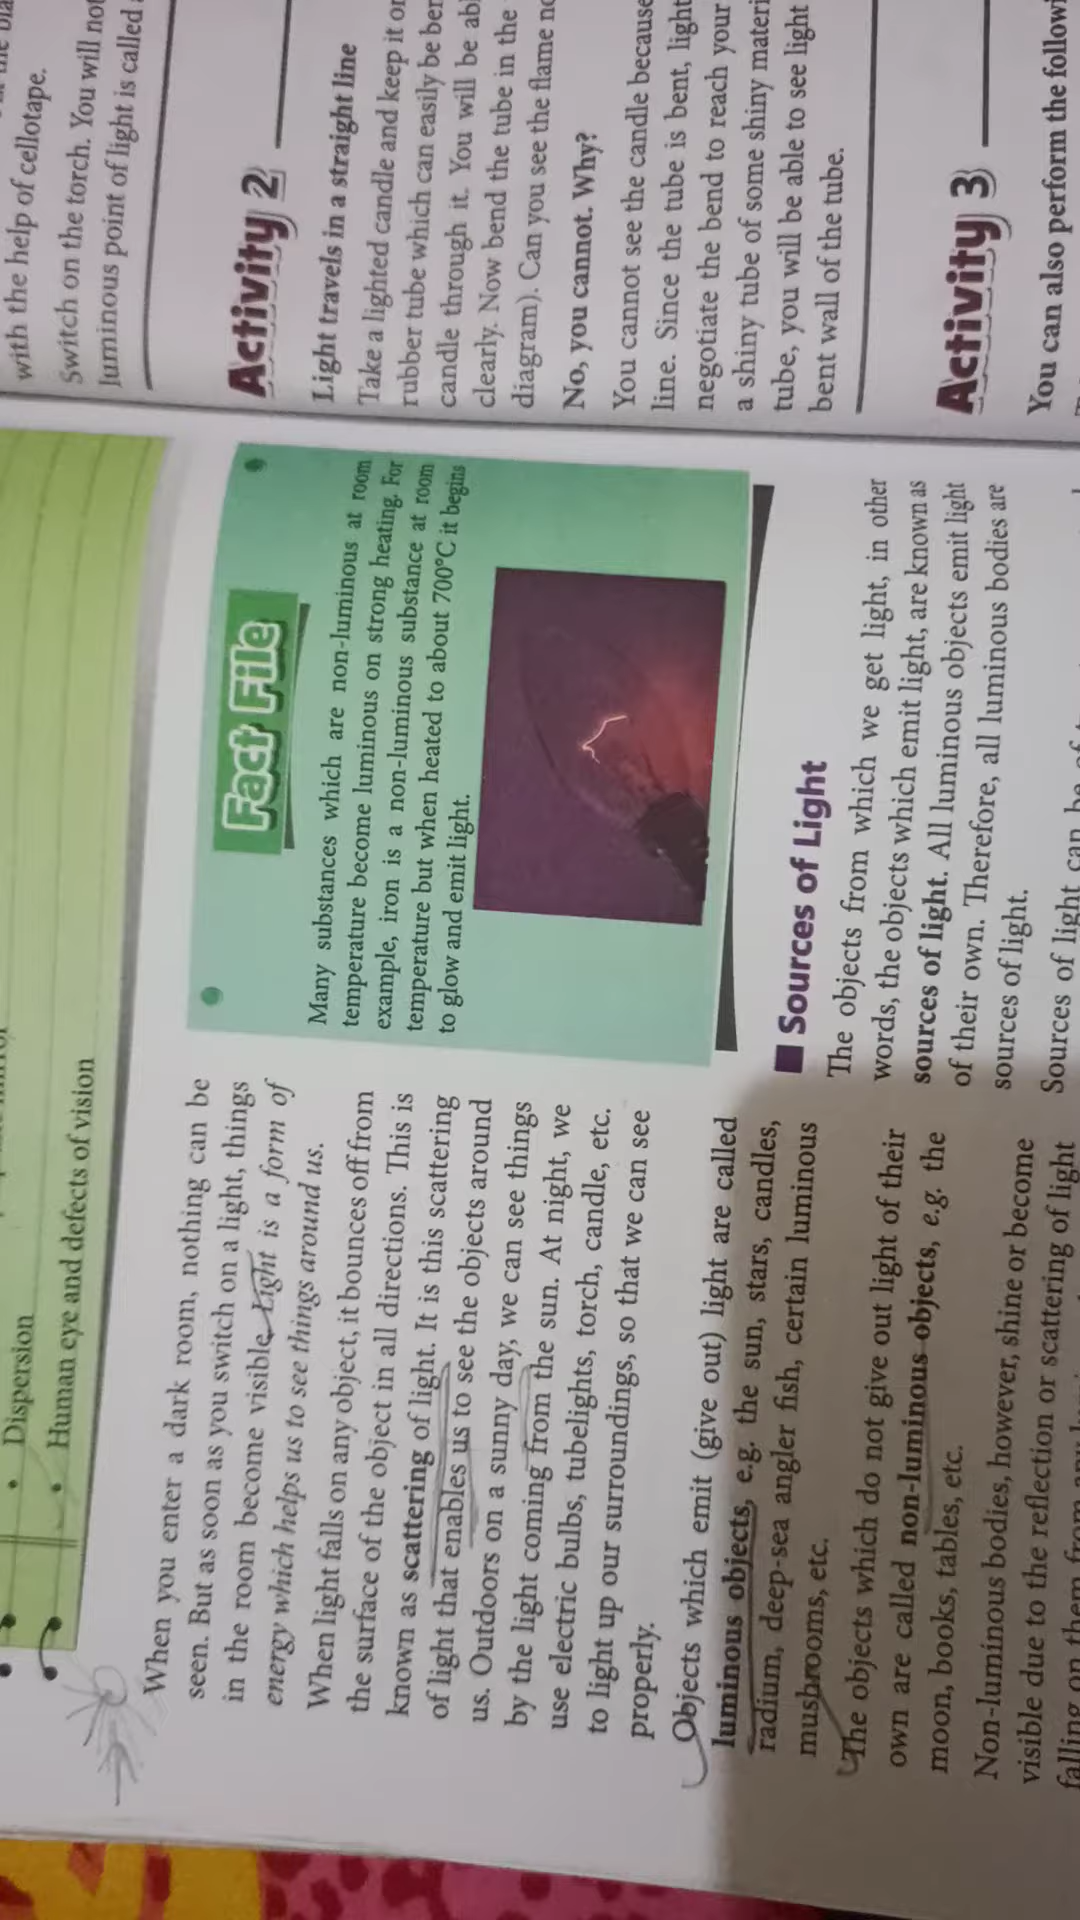 Dispersion
Human eye and defects of vision
When you enter a dark room, nothing can be
seen. But as soon as you switch on a light, things
in the room become visible. Light is a form of
energy which helps us to see things around us.
When light falls on any object, it bounces off from
the surface of the object in all directions. This is
known as scattering of light. It is this scattering
of light that enables us to see the objects around
us. Outdoors on a sunny day, we can see things
by the light coming from the sun. At night, we
use electric bulbs, tubelights, torch, candle, etc.
to light up our surroundings, so that we can see
properly.
Objects which emit (give out) light are called
luminous objects, e.g. the sun, stars, candles,
radium, deep-sea angler fish, certain luminous
mushrooms, etc.
The objects which do not give out light of their
own are called non-luminous objects, e.g. the
moon, books, tables, etc.
Non-luminous bodies, however, shine or become
visible due to the reflection or scattering of light
falling on them from
Fact File
Many substances which are non-luminous at room
temperature become luminous on strong heating. For
example, iron is a non-luminous substance at room
temperature but when heated to about 700°C it begins
to glow and emit light.
Sources of Light
The objects from which we get light, in other
words, the objects which emit light, are known as
sources of light. All luminous objects emit light
of their own. Therefore, all luminous bodies are
sources of light.
Sources of light can be of
with the help of cellotape.
Switch on the torch. You will not
luminous point of light is called
Activity 2
Light travels in a straight line
Take a lighted candle and keep it
rubber tube which can easily be
candle through it. You will be
clearly. Now bend the tube in the
diagram). Can you see the flame
No, you cannot. Why?
You cannot see the candle because
line. Since the tube is bent, light
negotiate the bend to reach your
a shiny tube of some shiny
tube, you will be able to see light
bent wall of the tube.
Activity 3
You can also perform the